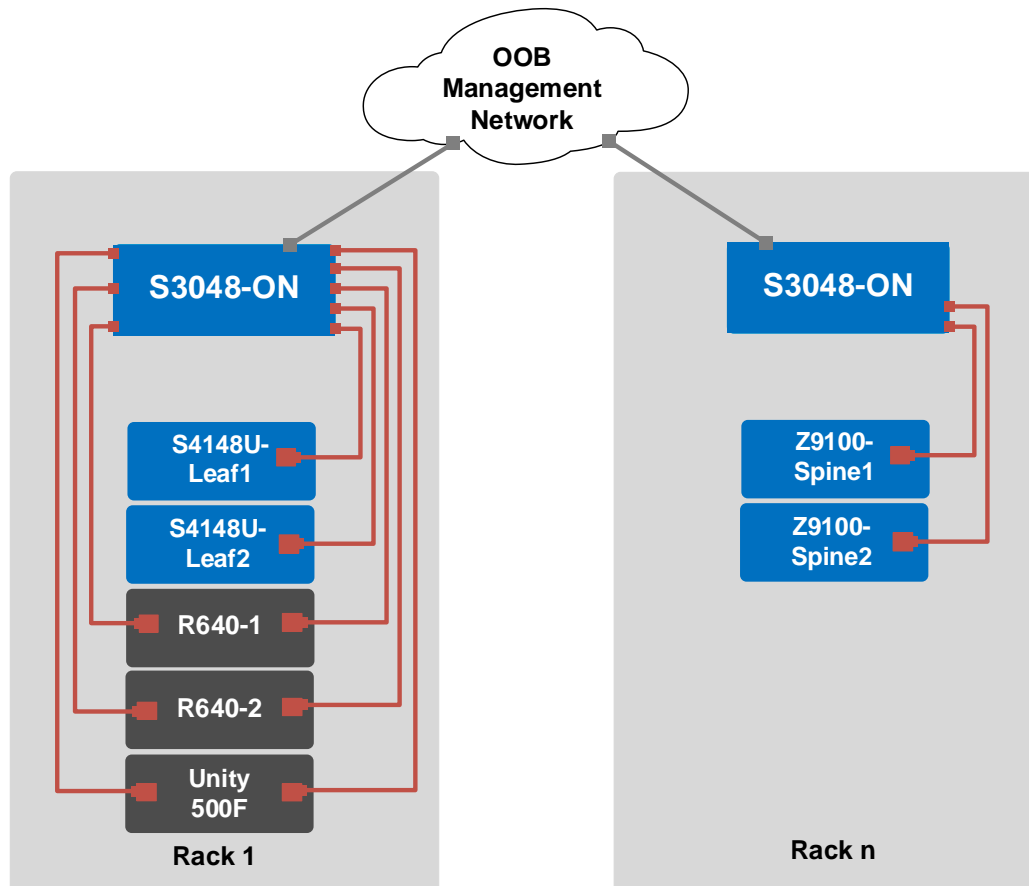 OOB
Management
Network
S3048-ON
S4148U-
Leaf1
S4148U-
Leaf2
R640-1
R640-2
Unity
500F
Rack 1
S3048-ON
Z9100-
Spine1
Z9100-
Spine2
Rack n